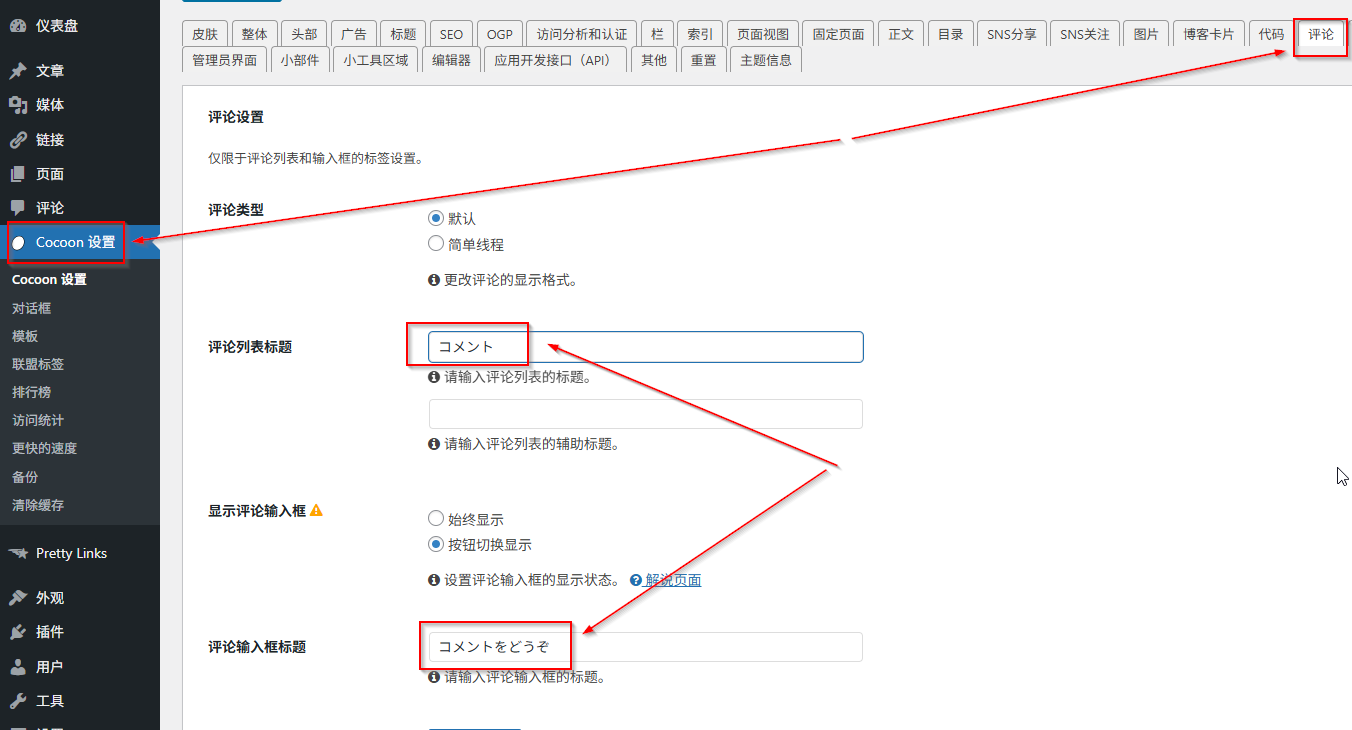 仪表盘
文章
媒体
链接
页面
评论
Cocoon 设置
Cocoon 设置
对话框
模板
联盟标签
排行榜
访问统计
更快的速度
备份
清除缓存
Pretty Links
外观
插件
用户
工具
皮肤 整体 头部 广告 标题 SEO OGP 访问分析和认证 栏 索引 页面视图 固定页面 正文 目录 SNS分享 SNS关注 图片 博客卡片 代码 评论
管理员界面 小部件 小工具区域 编辑器 应用开发接口（API） 其他 重置 主题信息
评论设置
仅限于评论列表和输入框的标签设置。
评论类型
默认
简单线程
更改评论的显示格式。
评论列表标题
コメント
请输入评论列表的标题。
请输入评论列表的辅助标题。
显示评论输入框
始终显示
按钮切换显示
设置评论输入框的显示状态。 解说页面
评论输入框标题
コメントをどうぞ
请输入评论输入框的标题。